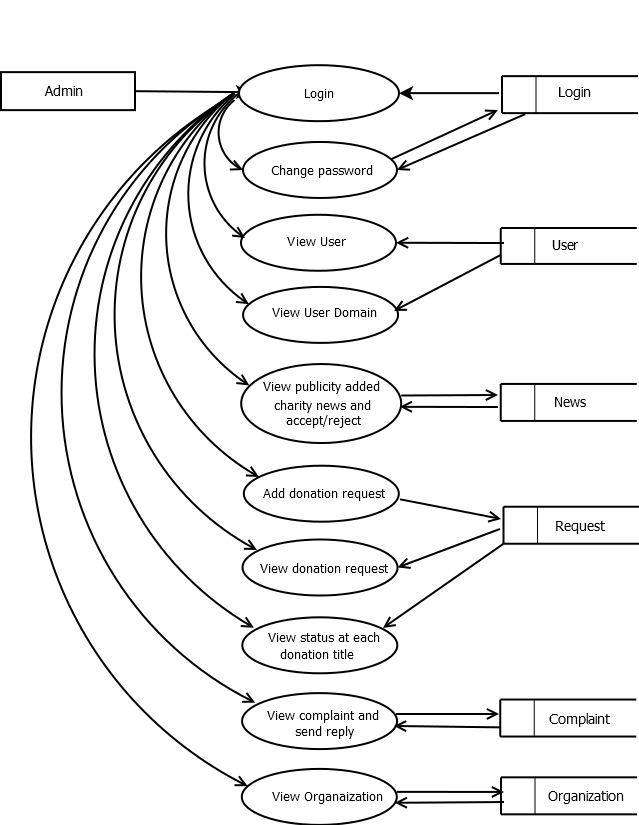 Admin
Login
Login
Change password
View User
User
View User Domain
View publicity added
charity news and
accept/reject
News
Add donation request
Request
View donation request
View status at each
donation title
View complaint and
send reply
Complaint
View Organaization
Organization